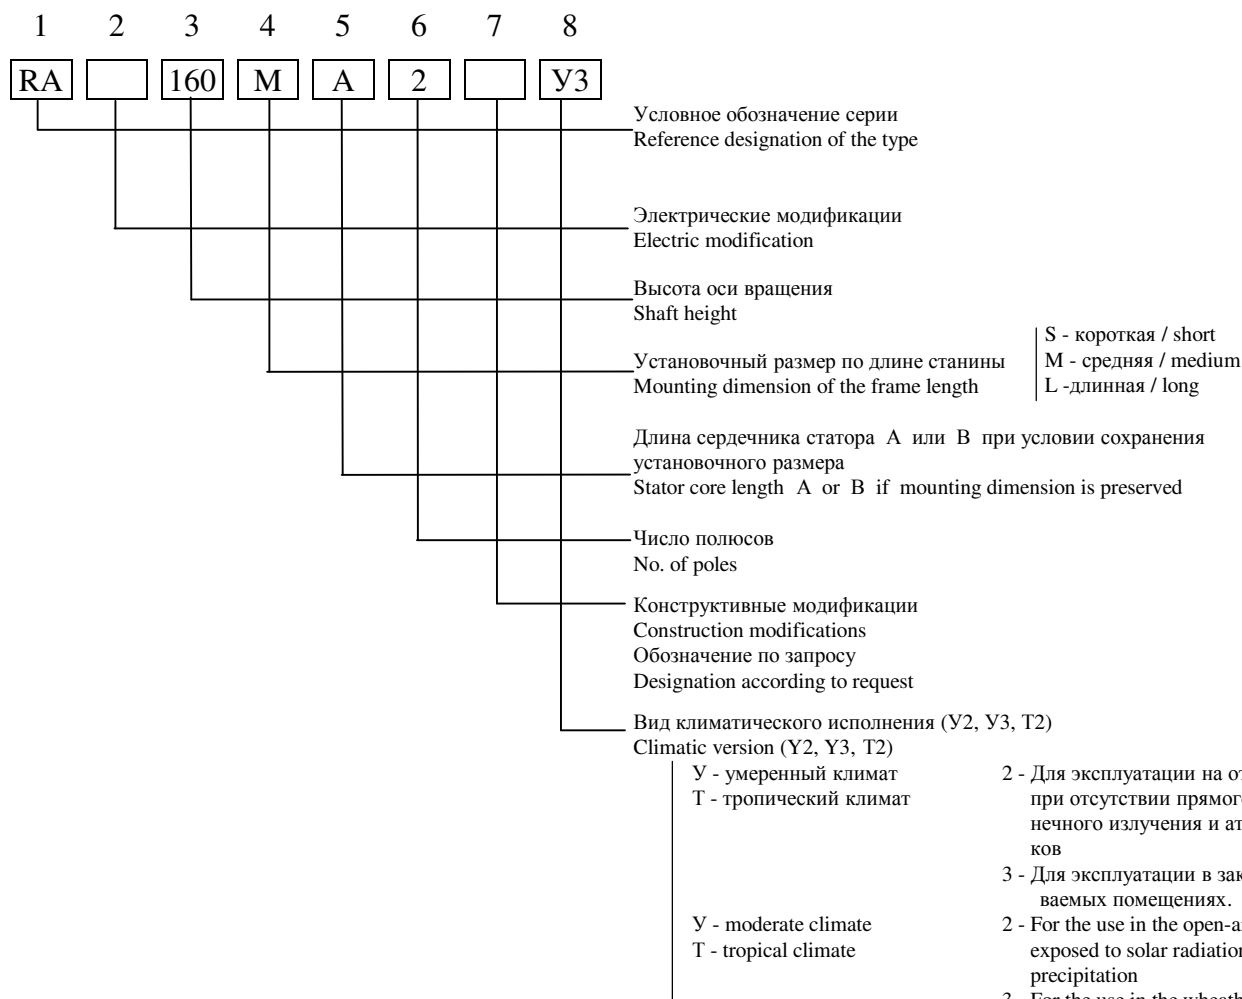 1 2 3 4 5 6 7 8
RA 160 M A 2 У3
Условное обозначение серии
Reference designation of the type
Электрические модификации
Electric modification
Высота оси вращения
Shaft height
Установочный размер по длине станины
Mounting dimension of the frame length
S - короткая / short
M - средняя / medium
L -длинная / long
Длина сердечника статора А или В при условии сохранения
установочного размера
Stator core length A or B if mounting dimension is preserved
Число полюсов
No. of poles
Конструктивные модификации
Construction modifications
Обозначение по запросу
Designation according to request
Вид климатического исполнения (У2, У3, Т2)
Climatic version (Y2, Y3, T2)
У - умеренный климат
Т - тропический климат
2 - Для эксплуатации на
при отсутствии
нечного излучения и
ков
3 - Для эксплуатации в
ваемых помещениях.
У - moderate climate
Т - tropical climate
2 - For the use in the
exposed to solar
precipitation
3 - For the use in the